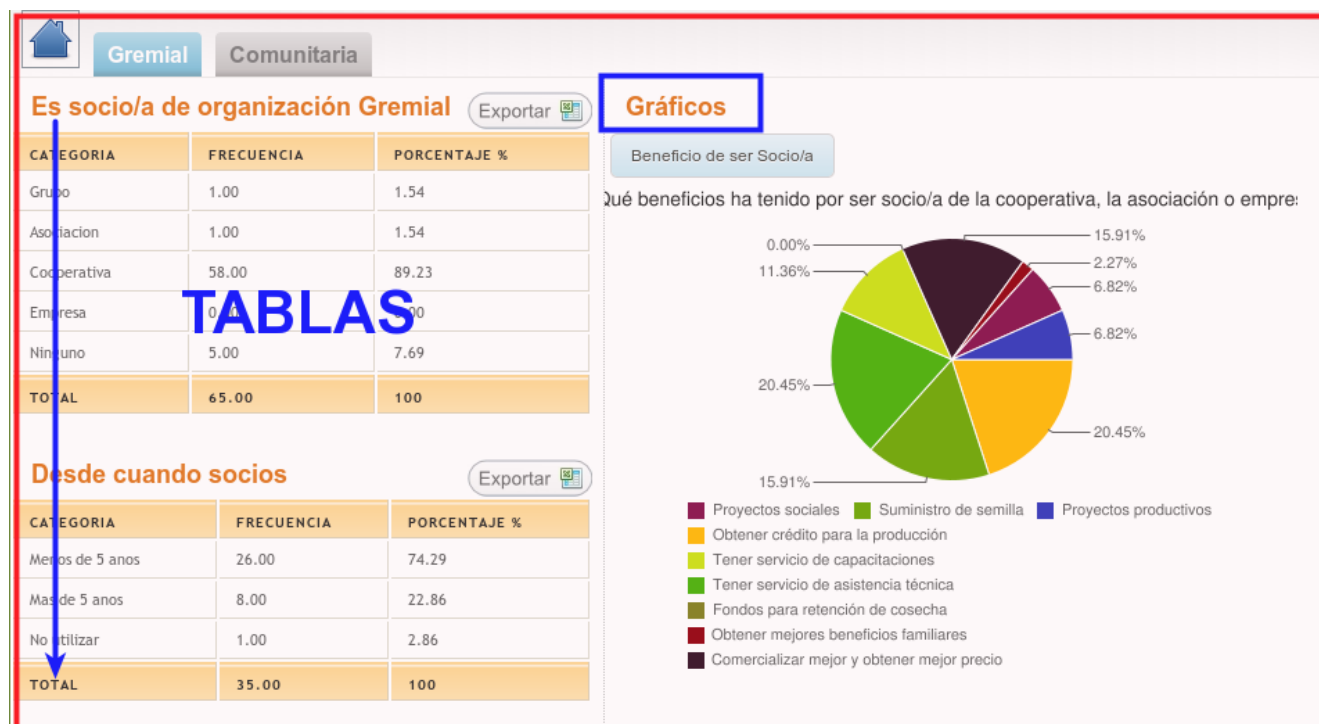 Gremial Comunitaria
Es socio/a de organización Gremial Exportar
CATEGORIA FRECUENCIA PORCENTAJE %
Grupo 1.00 1.54
Asociacion 1.00 1.54
Cooperativa 58.00 89.23
Empresa
Ninguno 5.00 7.69
TOTAL 65.00 100
TABLAS
Desde cuando socios Exportar
CATEGORIA FRECUENCIA PORCENTAJE %
Menos de 5 anos 26.00 74.29
Mas de 5 anos 8.00 22.86
No utilizar 1.00 2.86
TOTAL 35.00 100
Gráficos
Beneficio de ser Socio/a
Qué beneficios ha tenido por ser socio/a de la cooperativa, la asociación o empre
0.00% 15.91%
11.36% 2.27%
6.82%
6.82%
20.45%
20.45%
15.91%
Proyectos sociales Suministro de semilla Proyectos productivos
Obtener crédito para la producción
Tener servicio de capacitaciones
Tener servicio de asistencia técnica
Fondos para retención de cosecha
Obtener mejores beneficios familiares
Comercializar mejor y obtener mejor precio